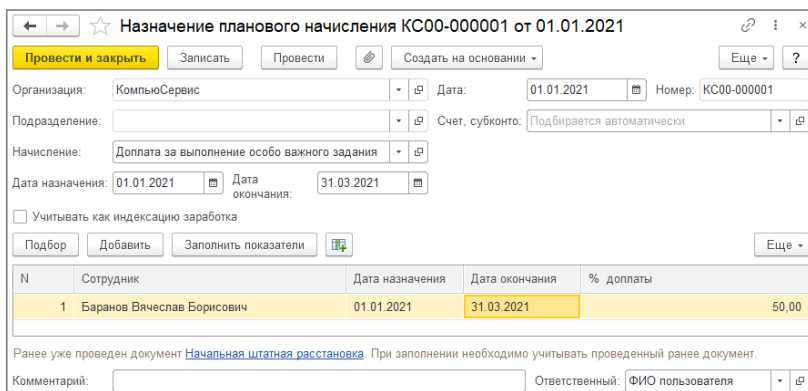 Назначение планового начисления КС00-000001 от 01.01.2021
Провести и закрыть Записать Провести Создать на основании Еще ?
Организация: КомпьюСервис Дата: 01.01.2021 Номер: КС00-000001
Подразделение: Счет, субконто: Подбирается автоматически
Начисление: Доплата за выполнение особо важного задания
Дата назначения: 01.01.2021 Дата окончания: 31.03.2021
Учитывать как индексацию заработка
Подбор Добавить Заполнить показатели Еще
N Сотрудник Дата назначения Дата окончания % доплаты
1 Баранов Вячеслав Борисович 01.01.2021 31.03.2021 50,00
Ранее уже проведен документ Начальная штатная расстановка. При заполнении необходимо учитывать проведенный ранее документ.
Комментарий: Ответственный: ФИО пользователя